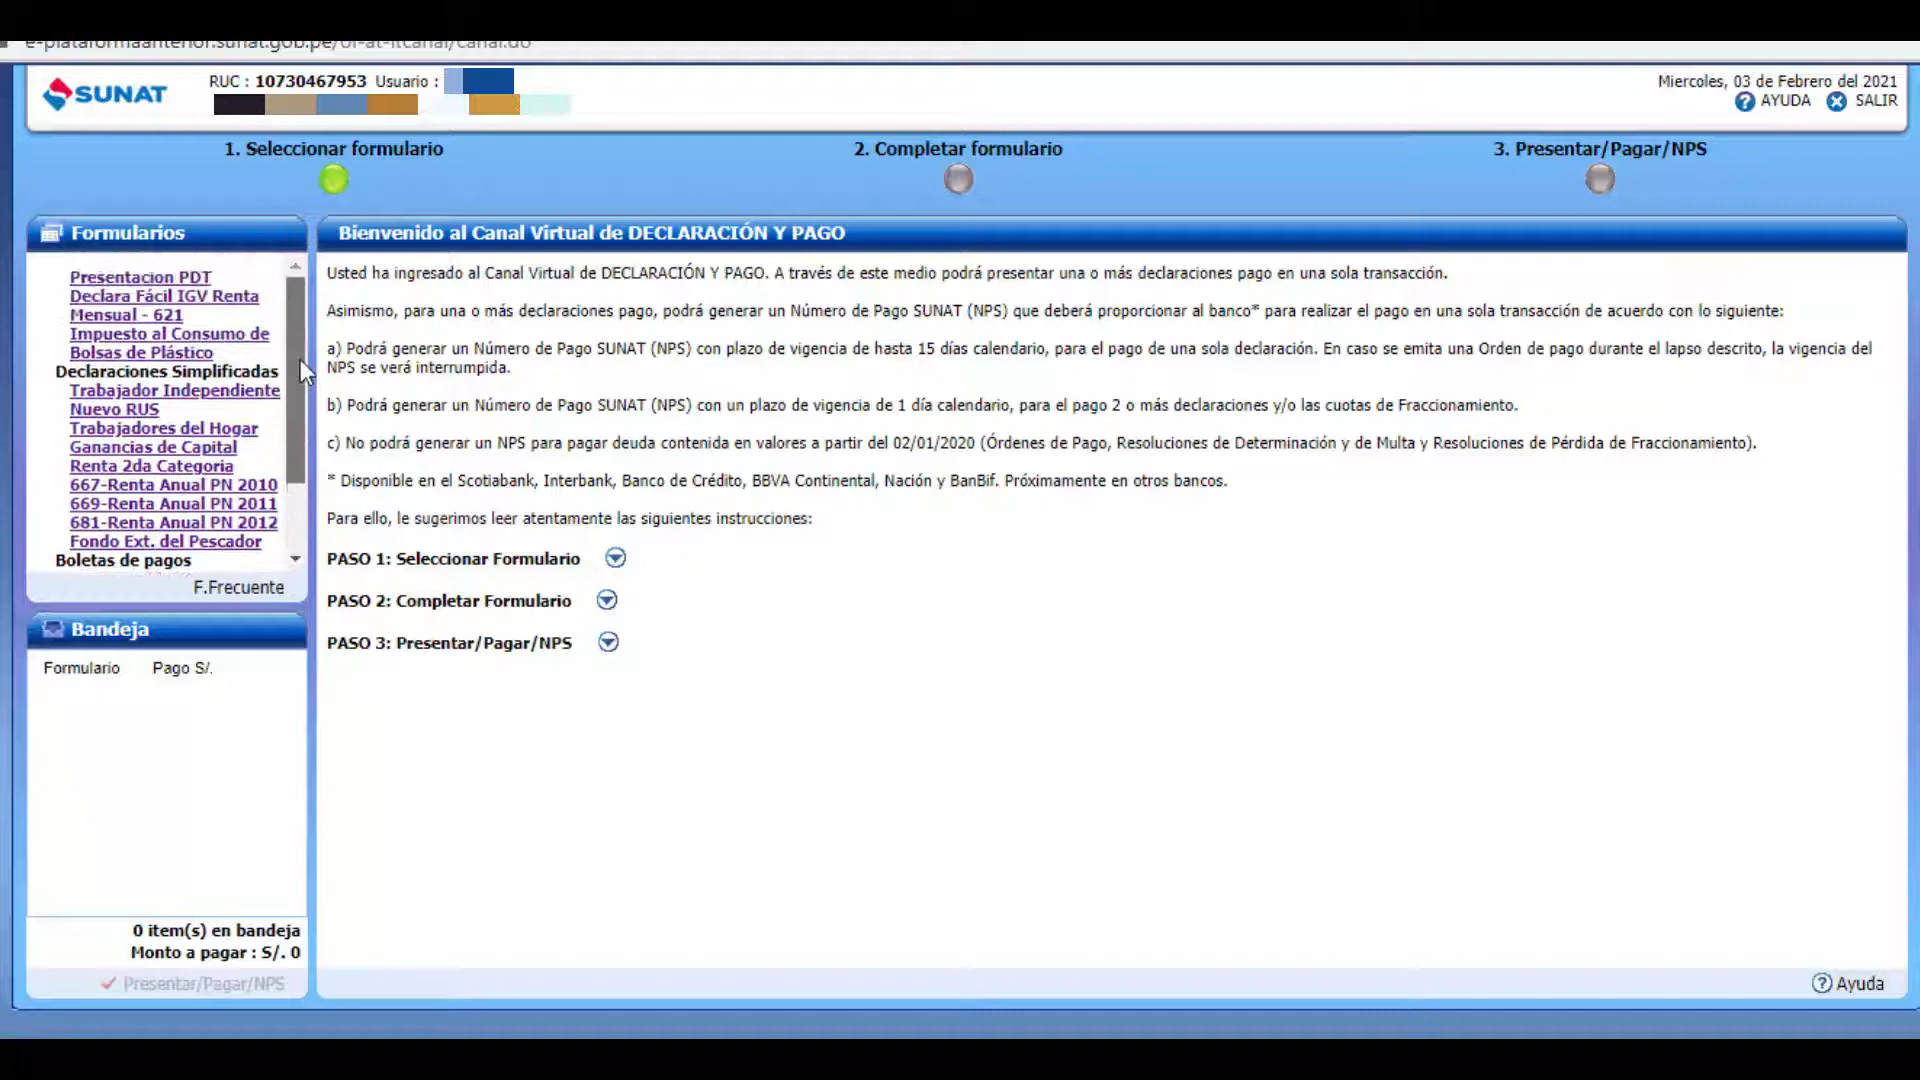 e-plataformaanterior.sunat.gob.pe/ol-at-itcanal/canal.do
SUNAT
RUC : 10730467953 Usuario :
Miercoles, 03 de Febrero del 2021
AYUDA SALIR
1. Seleccionar formulario
2. Completar formulario
3. Presentar/Pagar/NPS
Formularios
Presentacion PDT
Declara Fácil IGV Renta
Mensual - 621
Impuesto al Consumo de
Bolsas de Plástico
Declaraciones Simplificadas
Trabajador Independiente
Nuevo RUS
Trabajadores del Hogar
Ganancias de Capital
Renta 2da Categoria
667-Renta Anual PN 2010
669-Renta Anual PN 2011
681-Renta Anual PN 2012
Fondo Ext. del Pescador
Boletas de pagos
F.Frecuente
Bandeja
Formulario Pago S/.
0 item(s) en bandeja
Monto a pagar : S/. 0
Presentar/Pagar/NPS
Bienvenido al Canal Virtual de DECLARACIÓN Y PAGO
Usted ha ingresado al Canal Virtual de DECLARACIÓN Y PAGO. A través de este medio podrá presentar una o más declaraciones pago en una sola transacción.
Asimismo, para una o más declaraciones pago, podrá generar un Número de Pago SUNAT (NPS) que deberá proporcionar al banco* para realizar el pago en una sola transacción de acuerdo con lo siguiente:
a) Podrá generar un Número de Pago SUNAT (NPS) con plazo de vigencia de hasta 15 días calendario, para el pago de una sola declaración. En caso se emita una Orden de pago durante el lapso descrito, la vigencia del
NPS se verá interrumpida.
b) Podrá generar un Número de Pago SUNAT (NPS) con un plazo de vigencia de 1 día calendario, para el pago 2 o más declaraciones y/o las cuotas de Fraccionamiento.
c) No podrá generar un NPS para pagar deuda contenida en valores a partir del 02/01/2020 (Órdenes de Pago, Resoluciones de Determinación y de Multa y Resoluciones de Pérdida de Fraccionamiento).
* Disponible en el Scotiabank, Interbank, Banco de Crédito, BBVA Continental, Nación y BanBif. Próximamente en otros bancos.
Para ello, le sugerimos leer atentamente las siguientes instrucciones:
PASO 1: Seleccionar Formulario
PASO 2: Completar Formulario
PASO 3: Presentar/Pagar/NPS
Ayuda